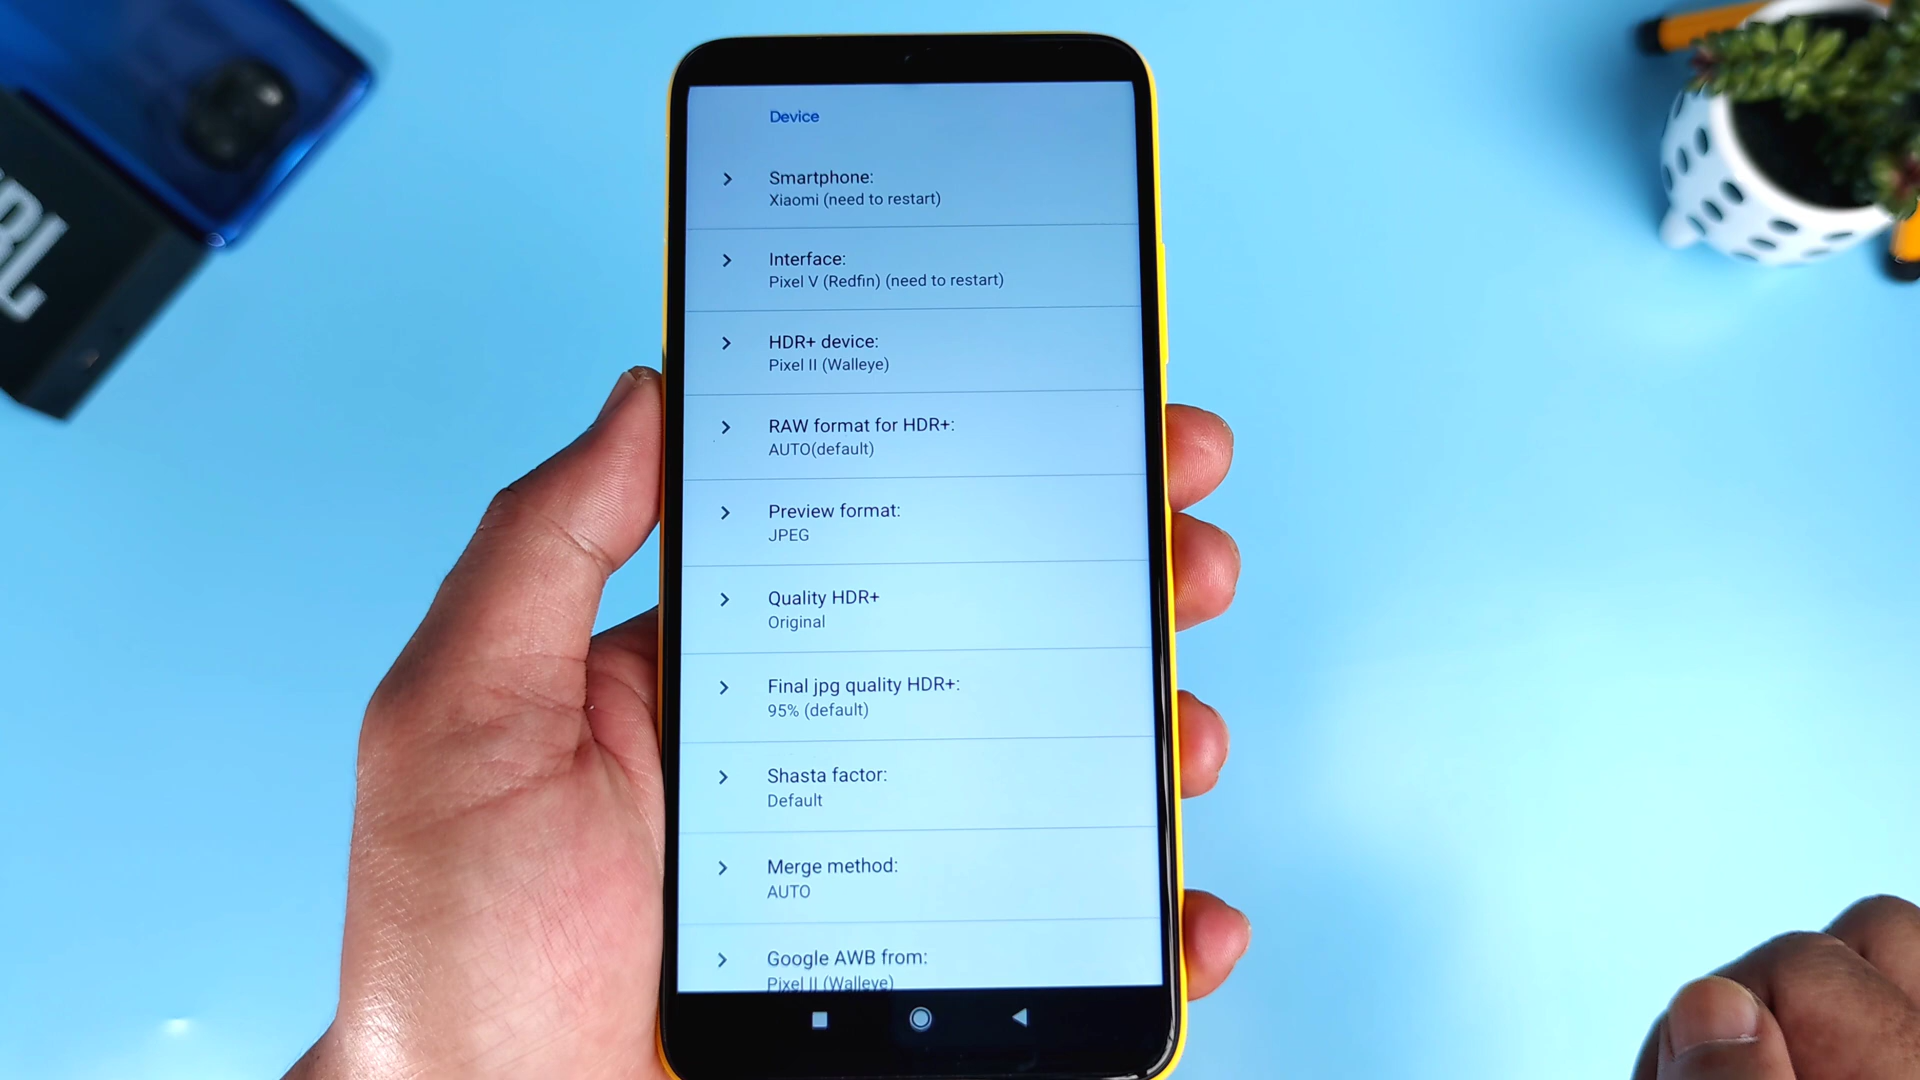 Device
Smartphone:
Xiaomi (need to restart)
Interface:
Pixel V (Redfin) (need to restart)
HDR+ device:
Pixel II (Walleye)
RAW format for HDR+:
AUTO(default)
Preview format:
JPEG
Quality HDR+
Original
Final jpg quality HDR+:
95% (default)
Shasta factor:
Default
Merge method:
AUTO
Google AWB from:
Pixel II (Walleye)